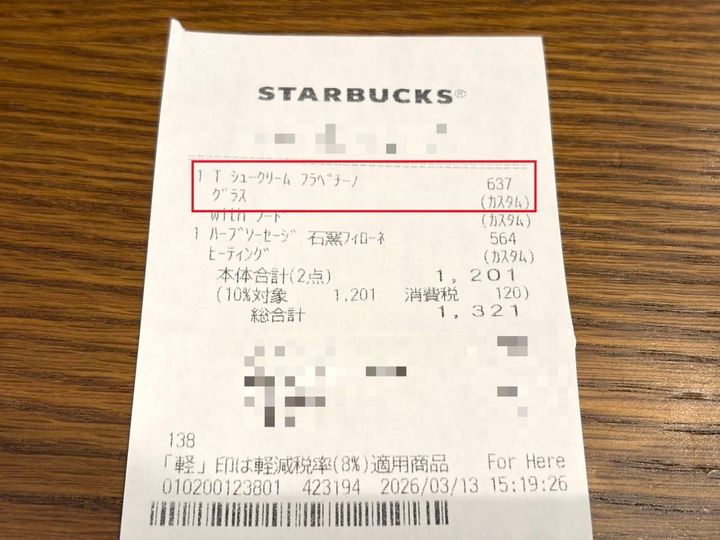 STARBUCKS®
1 T ｼｭｰｸﾘｰﾑ ﾌﾗﾍﾟﾁｰﾉ 637
ｸﾞﾗｽ (ｶｽﾀﾑ)
with ﾌｰﾄﾞ (ｶｽﾀﾑ)
1 ﾊｰﾌﾞｿｰｾｰｼﾞ 石窯ﾌｨﾛｰﾈ 564
ﾋｰﾃｨﾝｸﾞ (ｶｽﾀﾑ)
本体合計(2点) 1,201
(10%対象 1,201 消費税 120)
総合計 1,321
138
「軽」印は軽減税率(8%)適用商品 For Here
010200123801 423194 2026/03/13 15:19:26